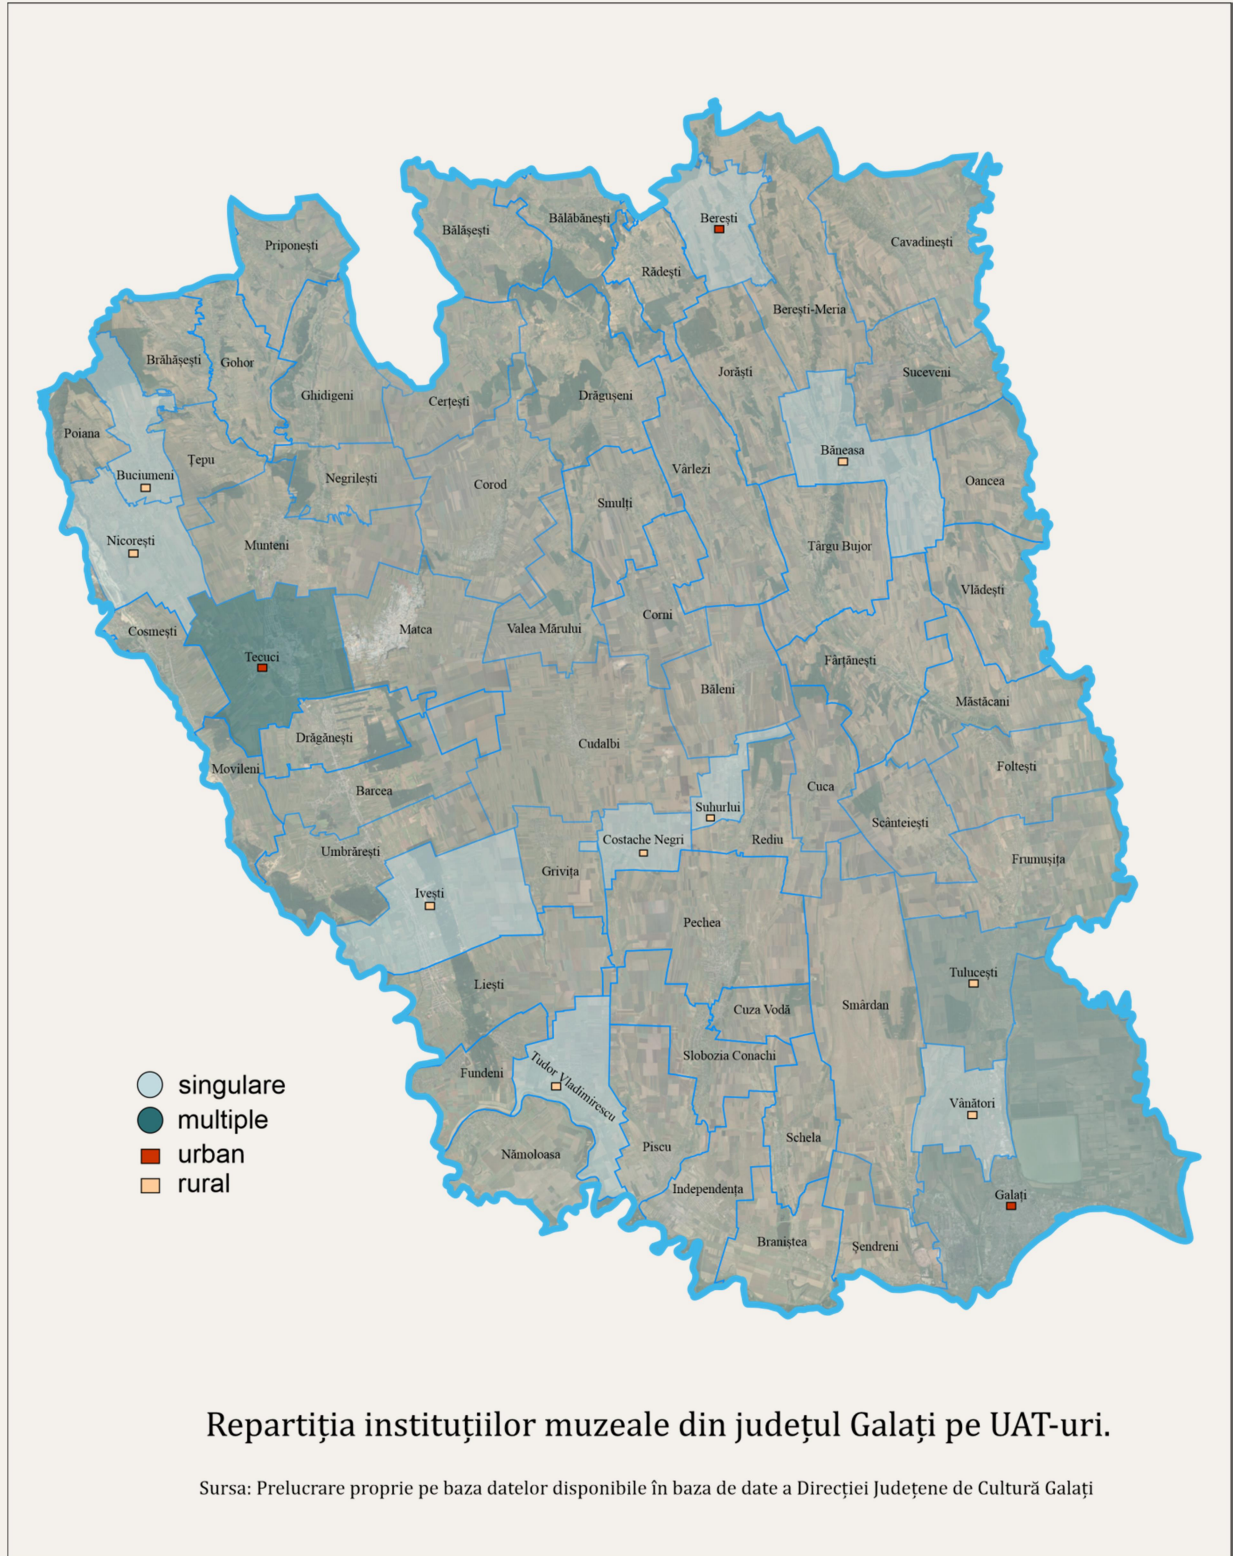 Berești
Bălăbănești
Bălășești
Cavadinești
Priponești
Rădești
Berești-Meria
Brăhășești
Gohor
Jorăști
Suceveni
Ghidigeni
Certești
Drăgușeni
Poiana
Băneasa
Țepu
Vârlezi
Buciumeni
Negrilești
Corod
Oancea
Smulți
Nicorești
Munteni
Târgu Bujor
Vlădești
Corni
Cosmești
Matca
Valea Mărului
Tecuci
Fârțănești
Băleni
Măstăcani
Drăgănești
Cudalbi
Movileni
Foltești
Barcea
Cuca
Suhurlui
Scânteiești
Costache Negri
Rediu
Umbrărești
Frumușița
Grivița
Ivești
Pechea
Tulucești
Liești
Smârdan
Cuza Vodă
Slobozia Conachi
Fundeni
Tudor Vladimirescu
singulare
Vânători
multiple
Schela
Piscu
Nămoloasa
urban
rural
Independența
Galați
Braniștea
Șendreni
Repartiția instituțiilor muzeale din județul Galați pe UAT-uri.
Sursa: Prelucrare proprie pe baza datelor disponibile în baza de date a Direcției Județene de Cultură Galați